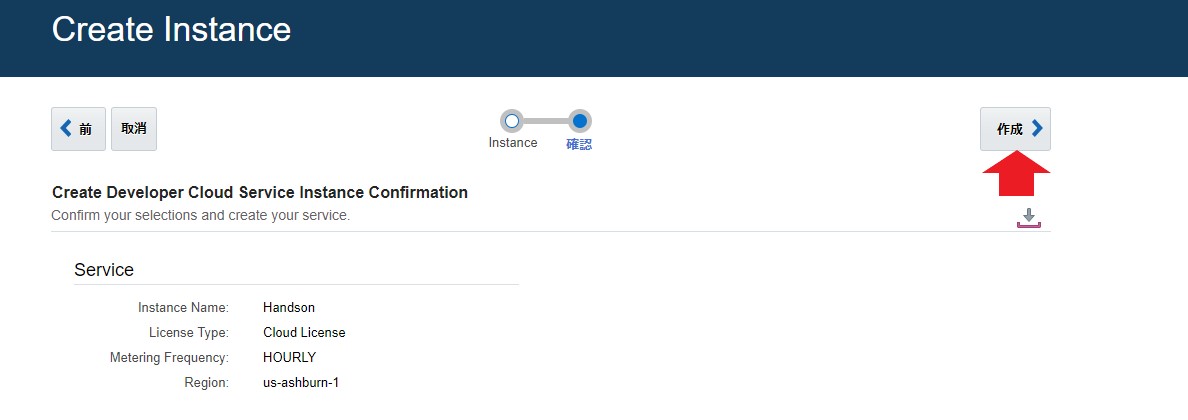 Create Instance
前 取消 作成
Instance 確認
Create Developer Cloud Service Instance Confirmation
Confirm your selections and create your service.
Service
Instance Name: Handson
License Type: Cloud License
Metering Frequency: HOURLY
Region: us-ashburn-1